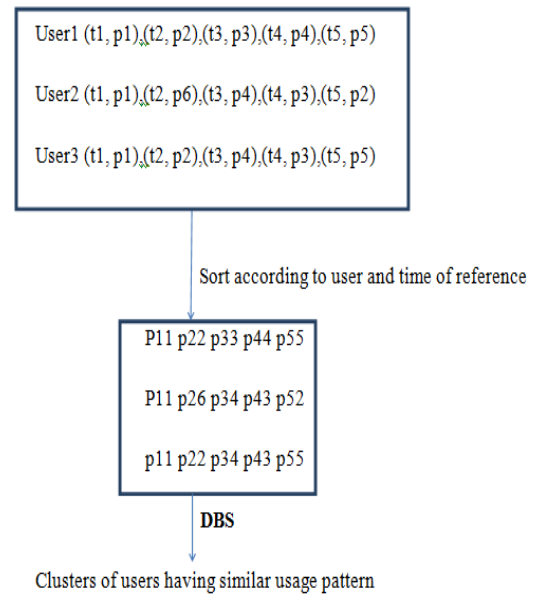 User1 (t1, p1),(t2, p2),(t3, p3),(t4, p4),(t5, p5)
User2 (t1, p1),(t2, p6),(t3, p4),(t4, p3),(t5, p2)
User3 (t1, p1),(t2, p2),(t3, p4),(t4, p3),(t5, p5)
Sort according to user and time of reference
P11 p22 p33 p44 p55
P11 p26 p34 p43 p52
p11 p22 p34 p43 p55
DBS
Clusters of users having similar usage pattern